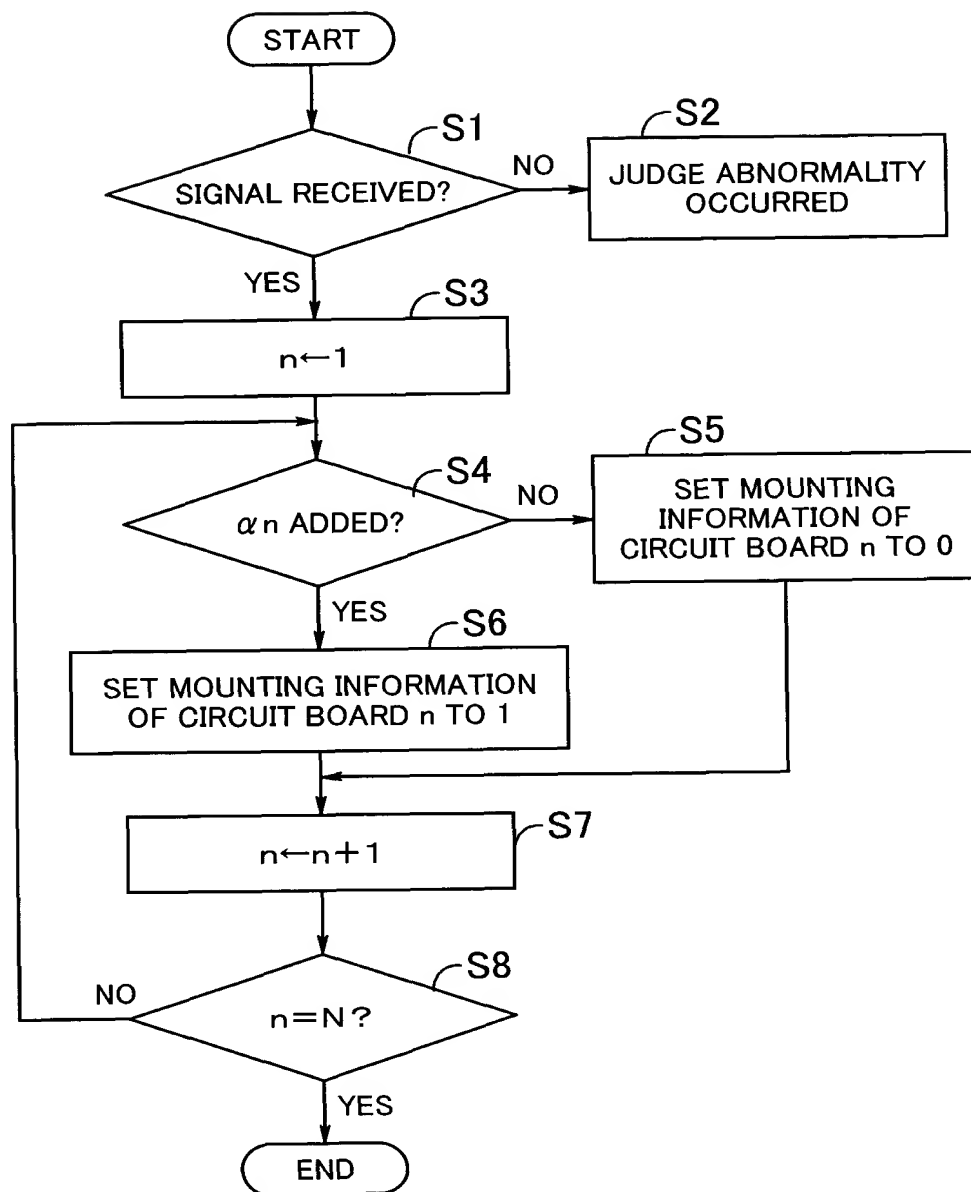 START
S1
SIGNAL RECEIVED?
NO
S2
JUDGE ABNORMALITY
OCCURRED
YES
S3
n←1
S4
αn ADDED?
NO
S5
SET MOUNTING
INFORMATION OF
CIRCUIT BOARD n TO 0
YES
S6
SET MOUNTING INFORMATION
OF CIRCUIT BOARD n TO 1
S7
n←n+1
S8
n=N?
NO
YES
END